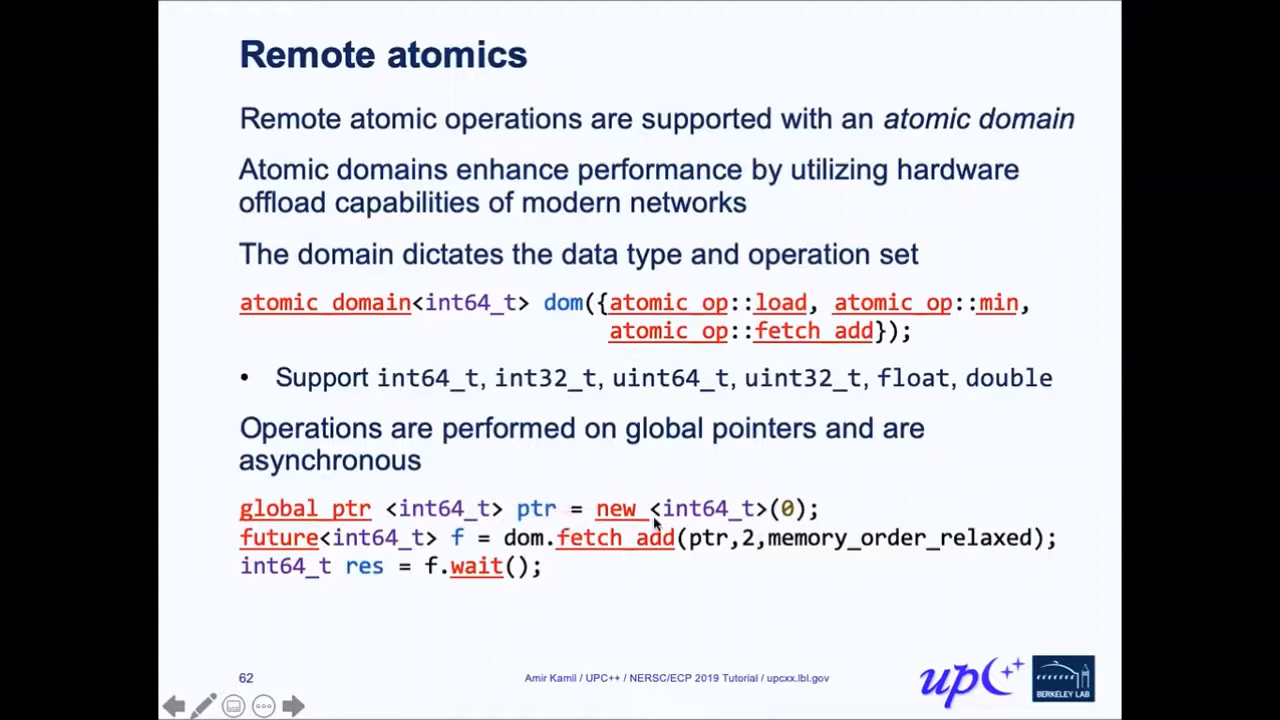 Remote atomics
Remote atomic operations are supported with an atomic domain
Atomic domains enhance performance by utilizing hardware
offload capabilities of modern networks
The domain dictates the data type and operation set
atomic_domain<int64_t> dom({atomic_op::load, atomic_op::min,
atomic_op::fetch_add});
• Support int64_t, int32_t, uint64_t, uint32_t, float, double
Operations are performed on global pointers and are
asynchronous
global_ptr <int64_t> ptr = new_<int64_t>(0);
future<int64_t> f = dom.fetch_add(ptr,2,memory_order_relaxed);
int64_t res = f.wait();
62
Amir Kamil / UPC++ / NERSC/ECP 2019 Tutorial / upcxx.lbl.gov
upC++
BERKELEY LAB